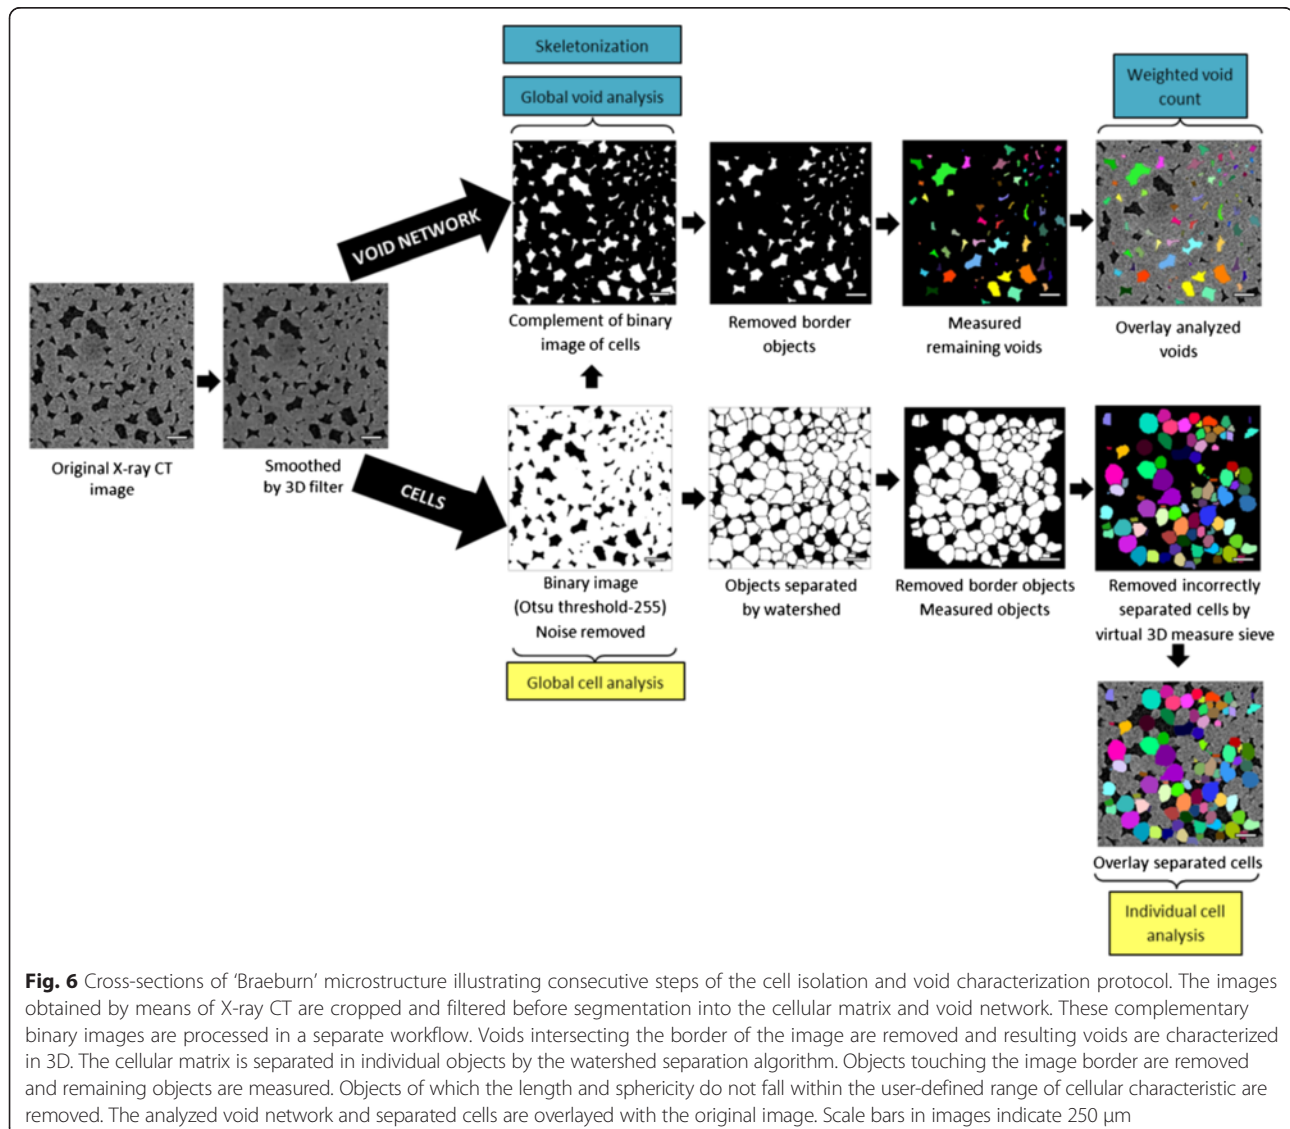 Skeletonization
Global void analysis
Weighted void
count
VOID NETWORK
Complement of binary
image of cells
Removed border
objects
Measured
remaining voids
Overlay analyzed
voids
Original X-ray CT
image
Smoothed
by 3D filter
CELLS
Binary image
(Otsu threshold-255)
Noise removed
Objects separated
by watershed
Removed border objects
Measured objects
Removed incorrectly
separated cells by
virtual 3D measure sieve
Global cell analysis
Overlay separated cells
Individual cell
analysis
Fig. 6 Cross-sections of ‘Braeburn’ microstructure illustrating consecutive steps of the cell isolation and void characterization protocol. The images
obtained by means of X-ray CT are cropped and filtered before segmentation into the cellular matrix and void network. These complementary
binary images are processed in a separate workflow. Voids intersecting the border of the image are removed and resulting voids are characterized
in 3D. The cellular matrix is separated in individual objects by the watershed separation algorithm. Objects touching the image border are removed
and remaining objects are measured. Objects of which the length and sphericity do not fall within the user-defined range of cellular characteristic are
removed. The analyzed void network and separated cells are overlayed with the original image. Scale bars in images indicate 250 μm